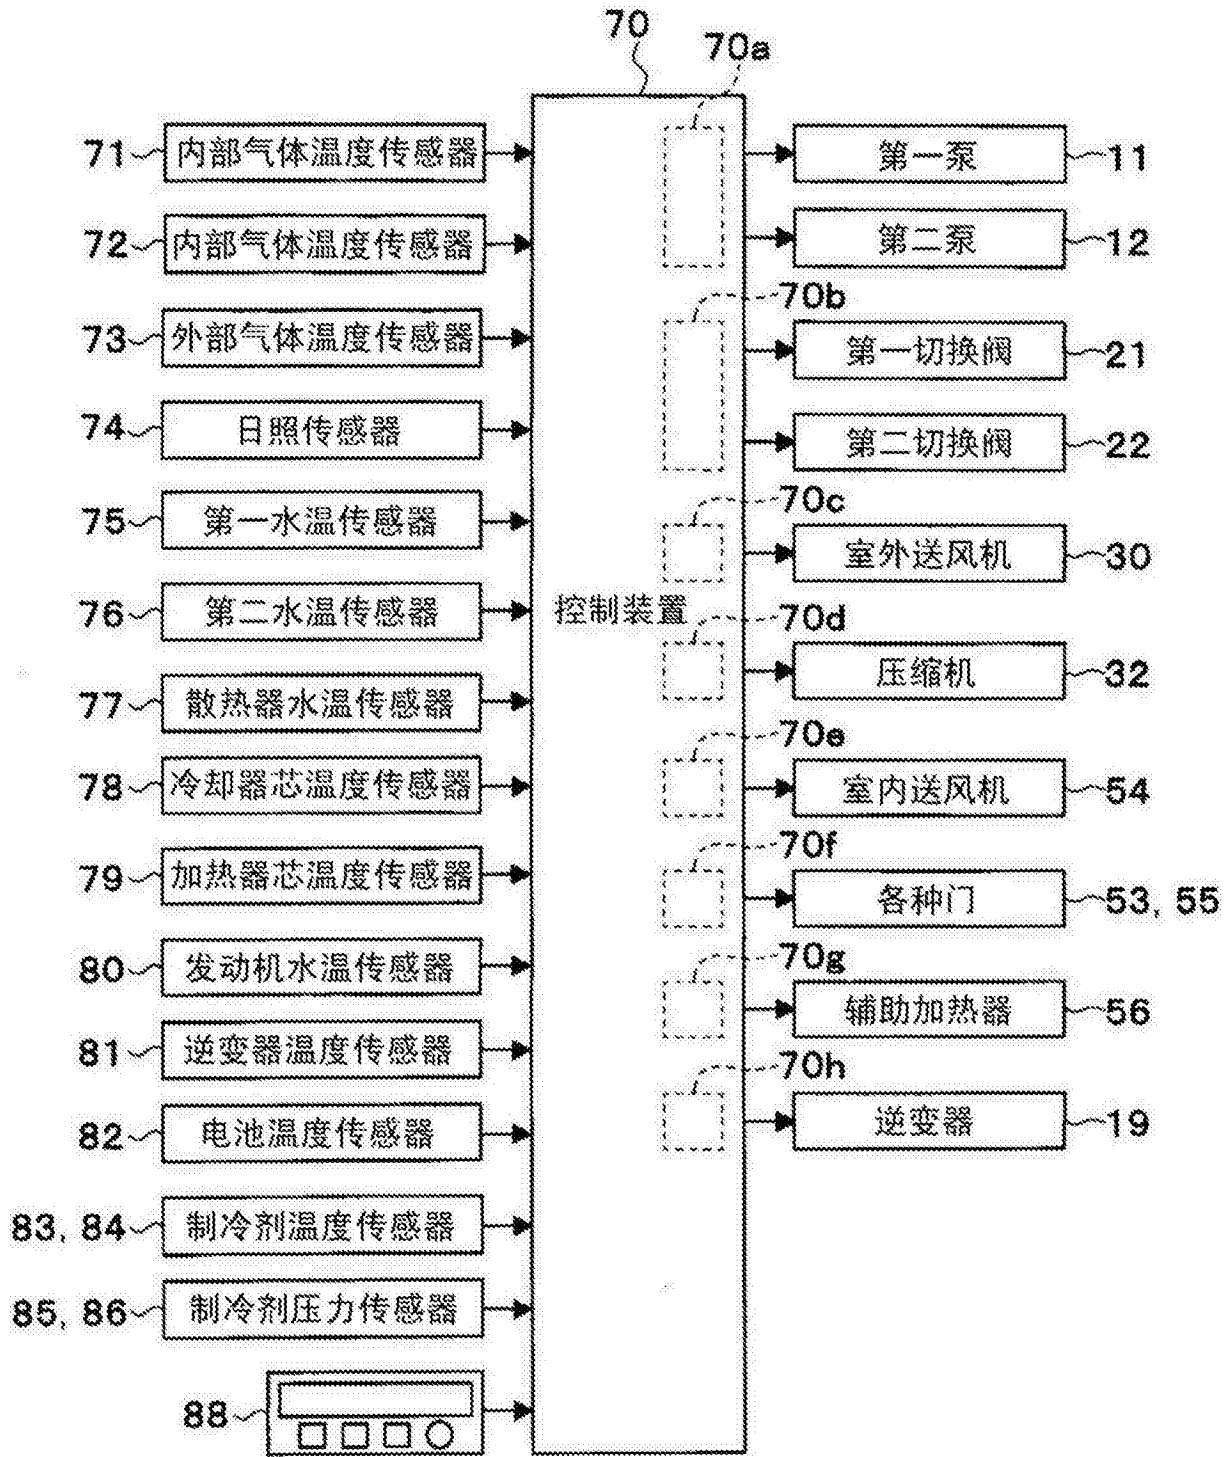 70
70a
71 内部气体温度传感器
第一泵 11
72 内部气体温度传感器
第二泵 12
70b
73 外部气体温度传感器
第一切换阀 21
74 日照传感器
第二切换阀 22
70c
75 第一水温传感器
室外送风机 30
76 第二水温传感器
控制装置
70d
压缩机 32
77 散热器水温传感器
70e
78 冷却器芯温度传感器
室内送风机 54
70f
79 加热器芯温度传感器
各种门 53, 55
70g
80 发动机水温传感器
辅助加热器 56
81 逆变器温度传感器
70h
82 电池温度传感器
逆变器 19
83, 84 制冷剂温度传感器
85, 86 制冷剂压力传感器
88